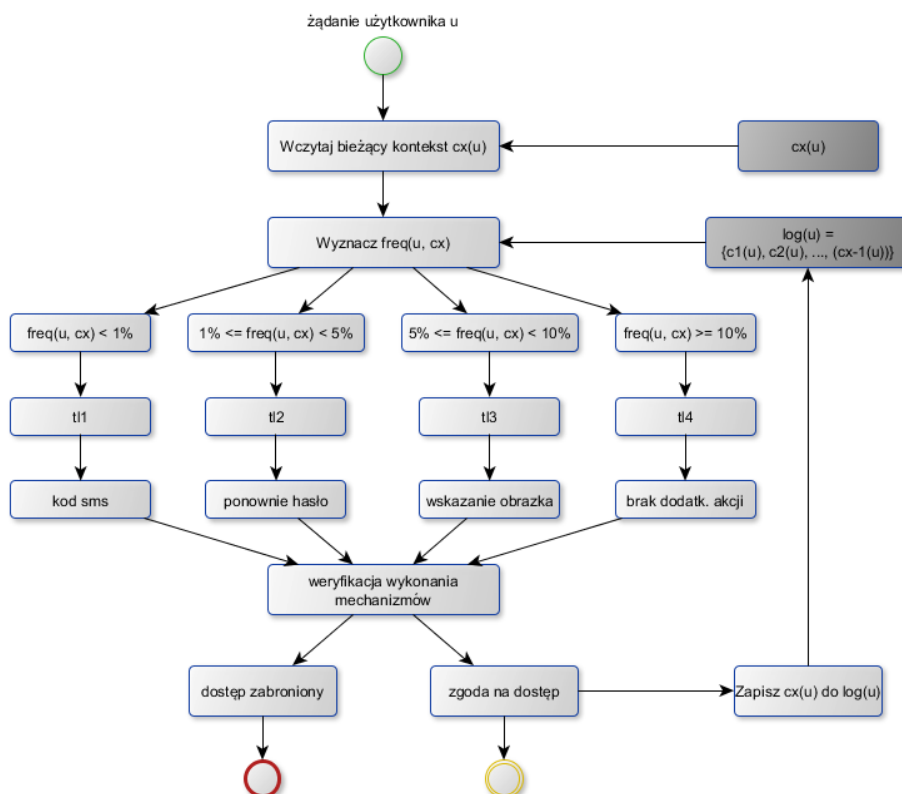 żądanie użytkownika u
Wczytaj bieżący kontekst cx(u)
cx(u)
Wyznacz freq(u, cx)
log(u) =
{c1(u), c2(u), ..., (cx-1(u))}
freq(u, cx) < 1%
1% <= freq(u, cx) < 5%
5% <= freq(u, cx) < 10%
freq(u, cx) >= 10%
tl1
tl2
tl3
tl4
kod sms
ponownie hasło
wskazanie obrazka
brak dodatk. akcji
weryfikacja wykonania
mechanizmów
dostęp zabroniony
zgoda na dostęp
Zapisz cx(u) do log(u)